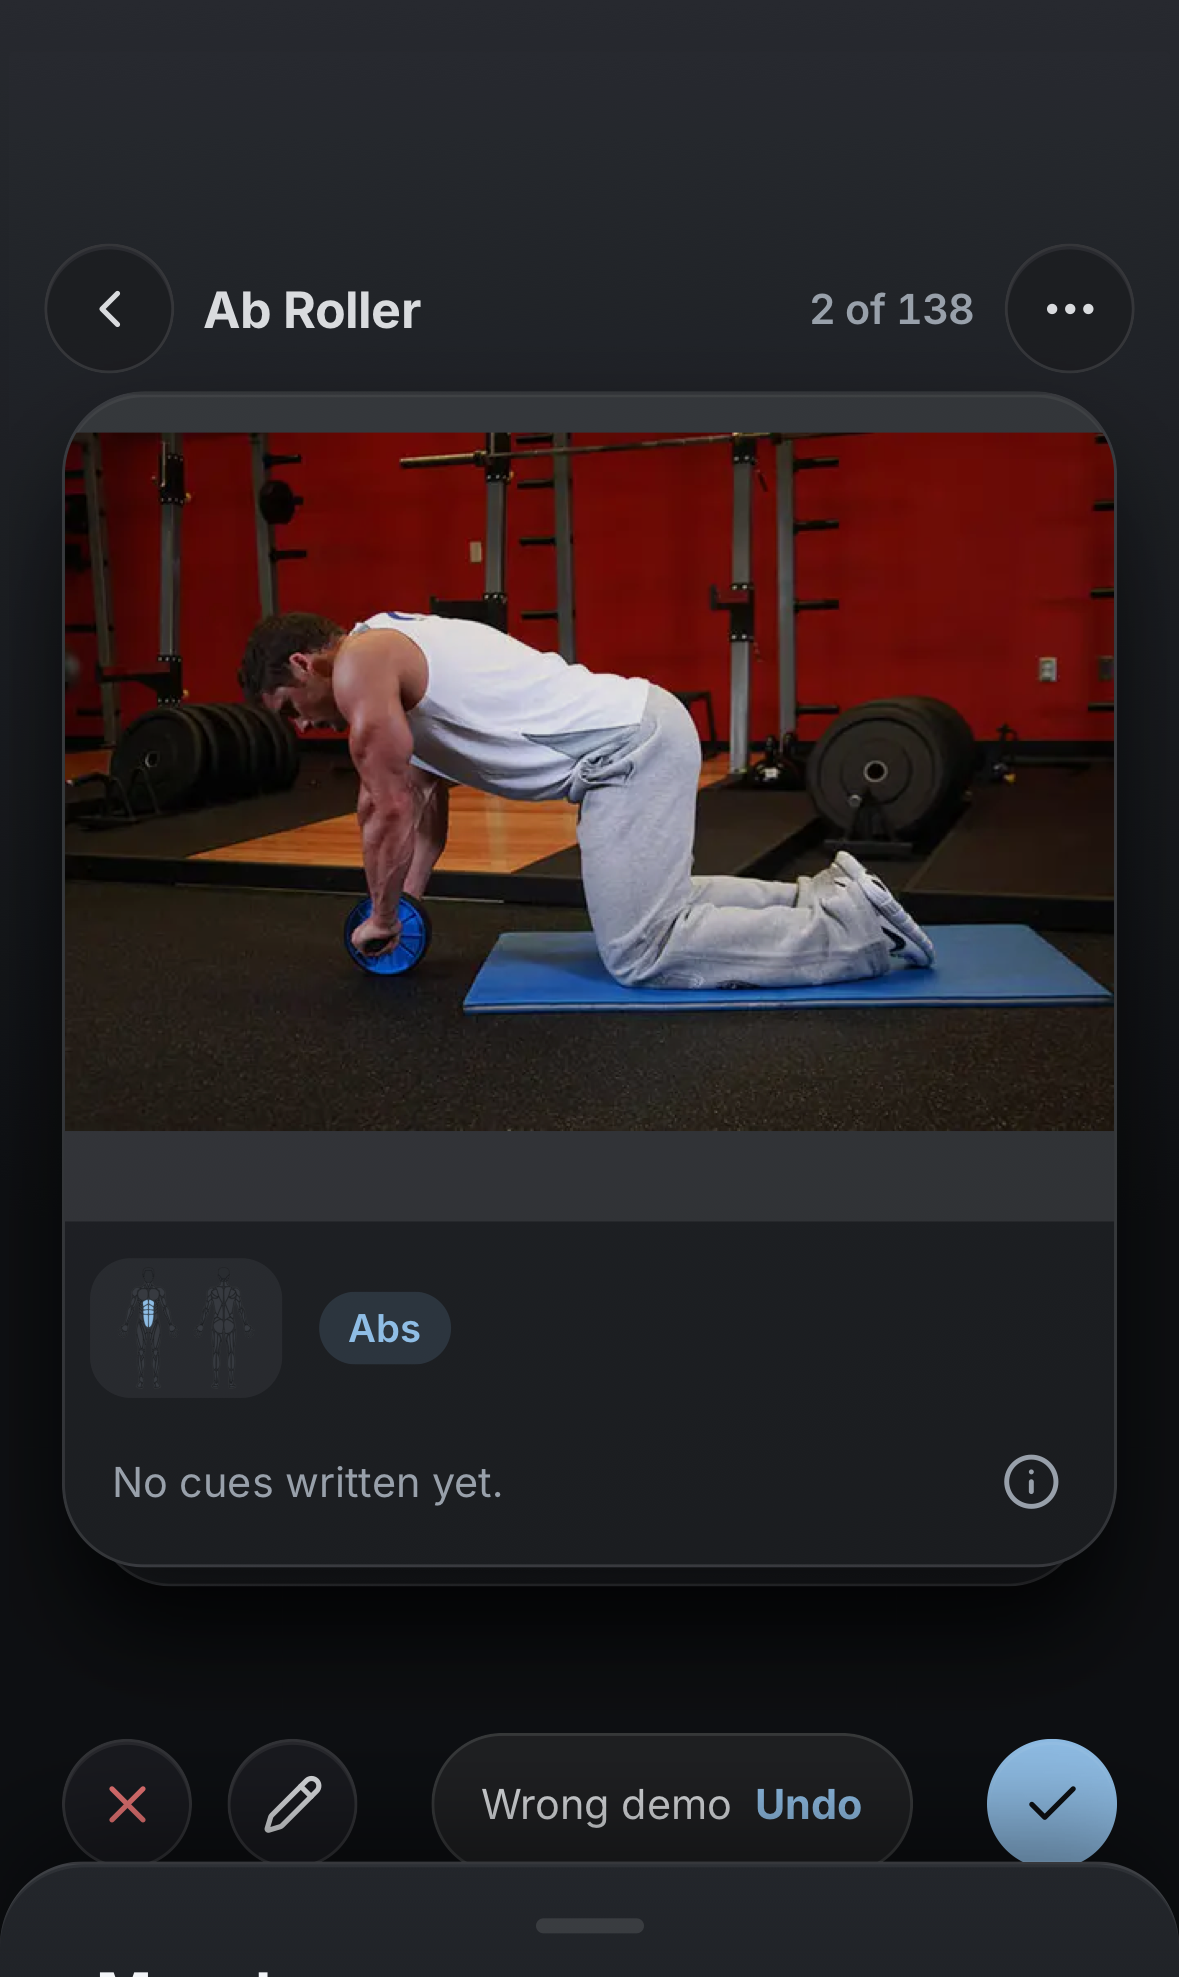 Ab Roller
2 of 138
Abs
No cues written yet.
Wrong demo Undo